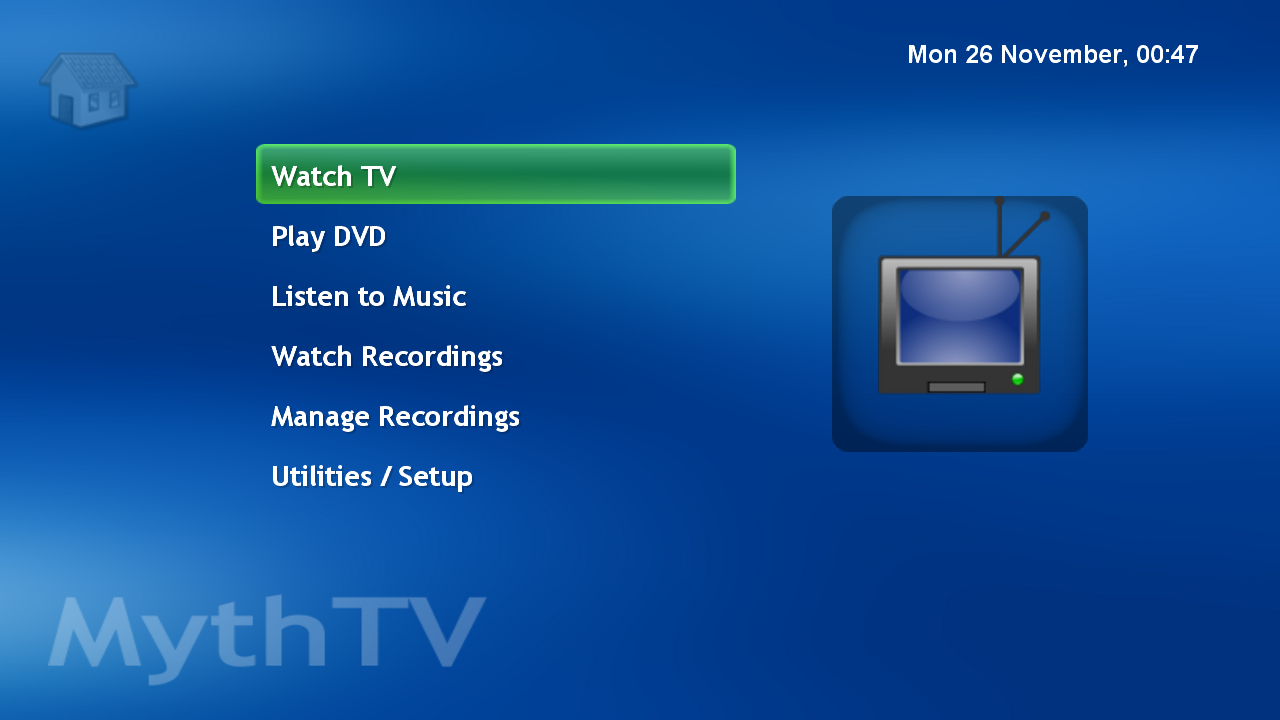 Mon 26 November, 00:47
Watch TV
Play DVD
Listen to Music
Watch Recordings
Manage Recordings
Utilities / Setup
MythTV